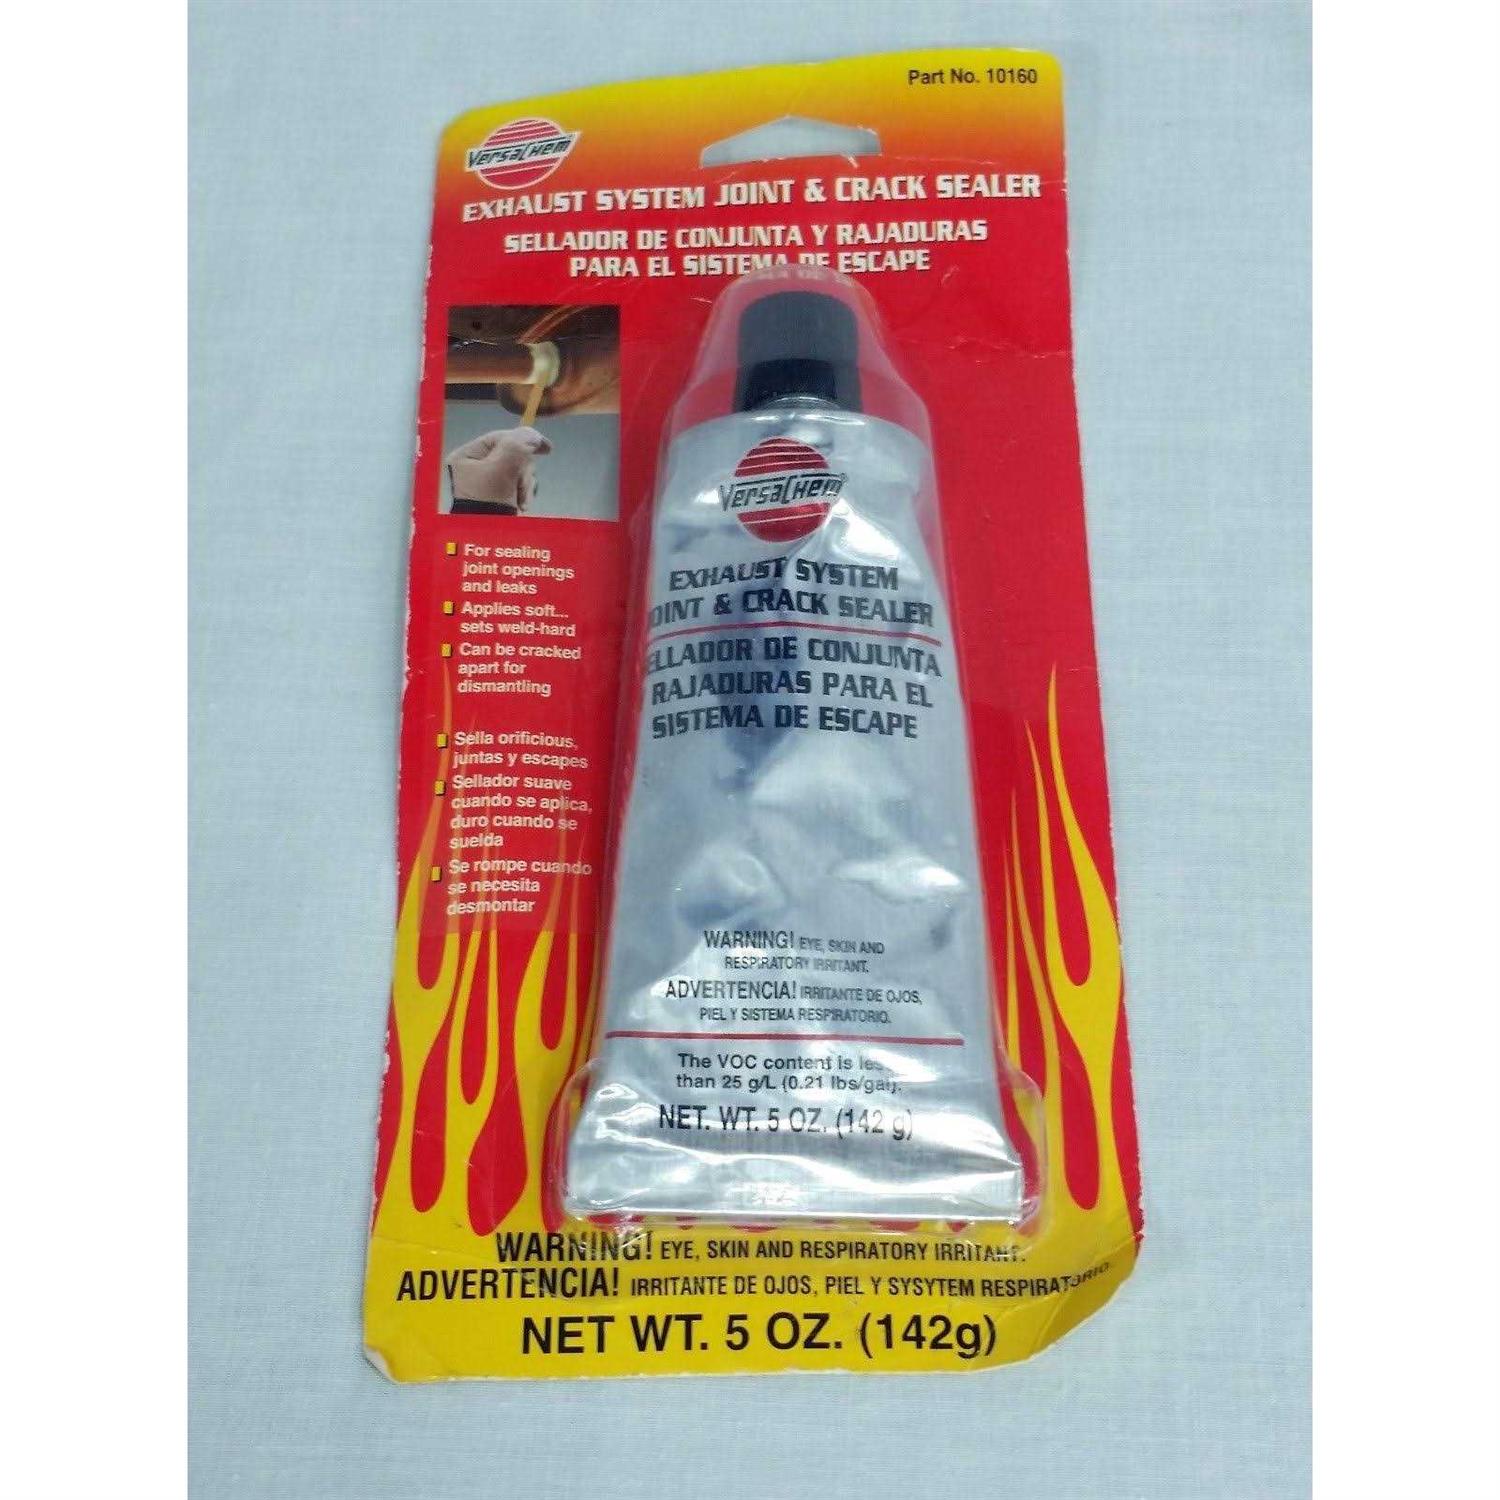 Part No. 10160
VersaChem
EXHAUST SYSTEM JOINT & CRACK SEALER
SELLADOR DE CONJUNTA Y RAJADURAS
PARA EL SISTEMA DE ESCAPE
For sealing
joint openings
and leaks
Applies soft...
sets weld-hard
Can be cracked
apart for
dismantling
Sella orificious,
juntas y escapes
Sellador suave
cuando se aplica,
duro cuando se
suelda
Se rompe cuando
se necesita
desmontar
VersaChem®
EXHAUST SYSTEM
JOINT & CRACK SEALER
SELLADOR DE CONJUNTA
RAJADURAS PARA EL
SISTEMA DE ESCAPE
WARNING! EYE, SKIN AND
RESPIRATORY IRRITANT.
ADVERTENCIA! IRRITANTE DE OJOS,
PIEL Y SISTEMA RESPIRATORIO.
The VOC content is less
than 25 g/L (0.21 lbs/gal).
NET. WT. 5 OZ. (142 g)
WARNING! EYE, SKIN AND RESPIRATORY IRRITANT.
ADVERTENCIA! IRRITANTE DE OJOS, PIEL Y SYSYTEM RESPIRATORIO.
NET WT. 5 OZ. (142g)